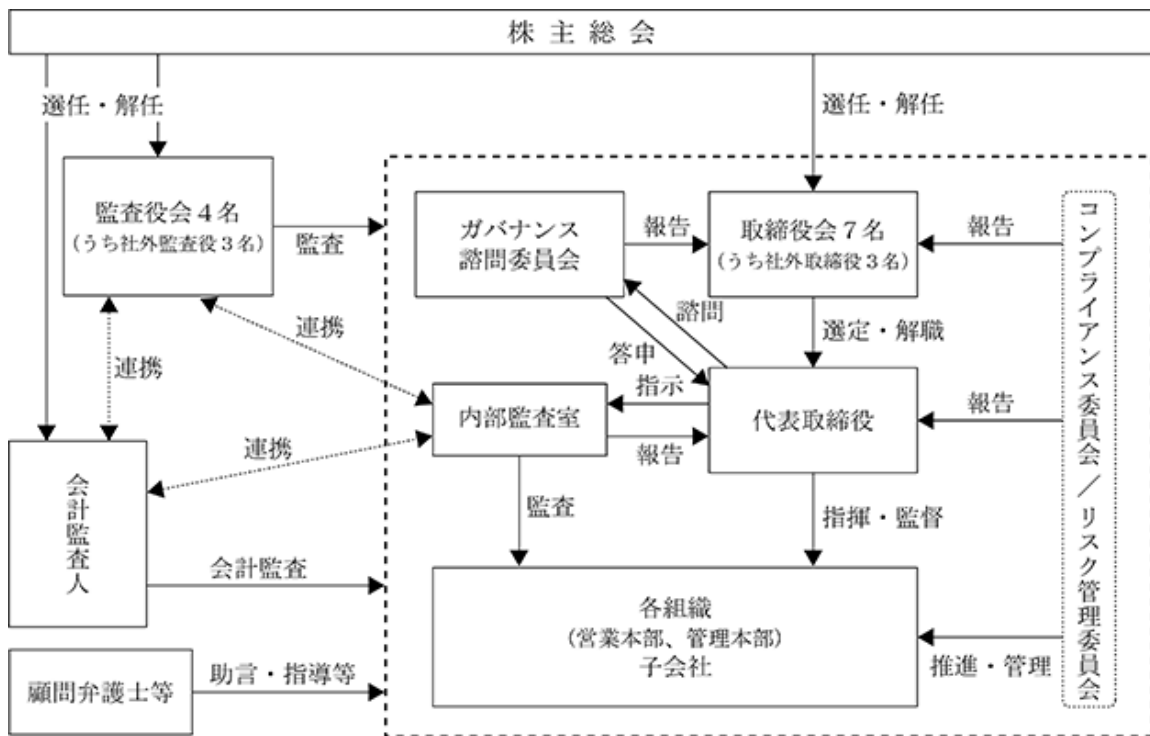 株主総会
選任・解任
選任・解任
監査役会4名
(うち社外監査役3名)
監査
ガバナンス
諮問委員会
報告
取締役会7名
(うち社外取締役3名)
報告
コンプライアンス委員会/リスク管理委員会
連携
連携
諮問
答申
選定・解職
指示
内部監査室
報告
代表取締役
報告
連携
会計監査人
監査
指揮・監督
会計監査
各組織
(営業本部、管理本部)
子会社
推進・管理
顧問弁護士等
助言・指導等